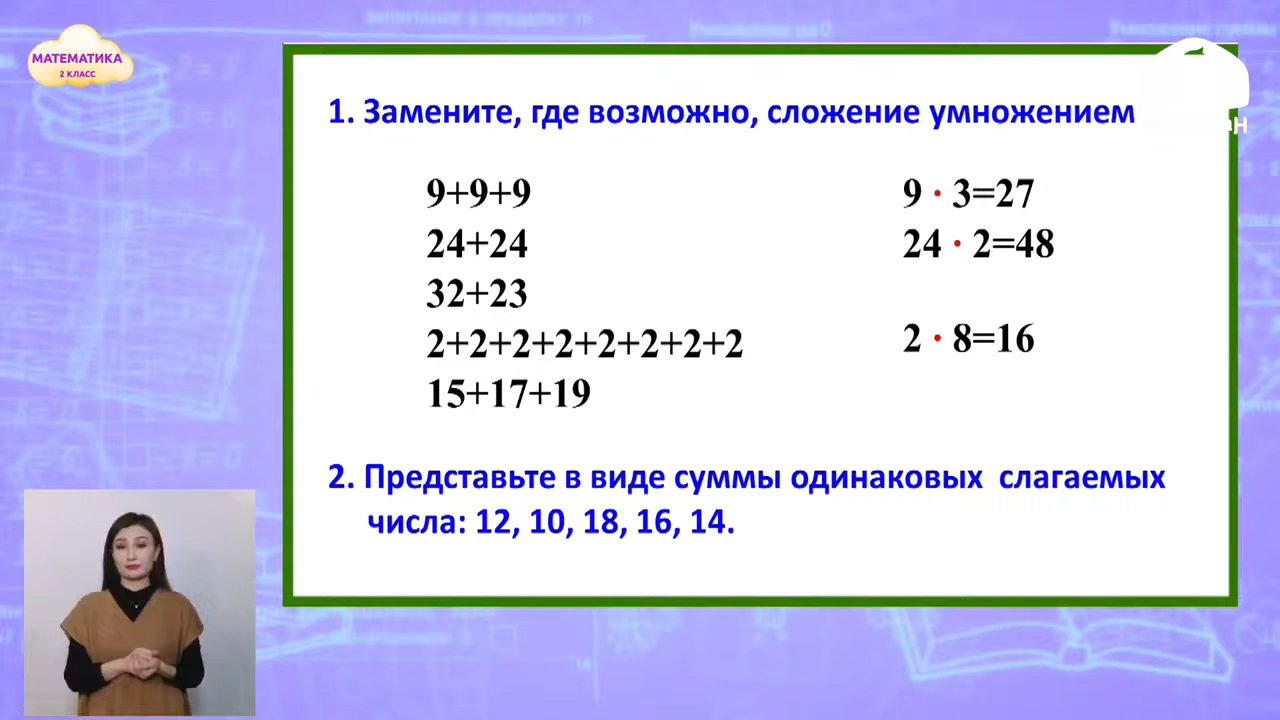 МАТЕМАТИКА
2 КЛАСС
1. Замените, где возможно, сложение умножением
9+9+9
9 · 3=27
24+24
24 · 2=48
32+23
2+2+2+2+2+2+2+2
2 · 8=16
15+17+19
2. Представьте в виде суммы одинаковых слагаемых
числа: 12, 10, 18, 16, 14.